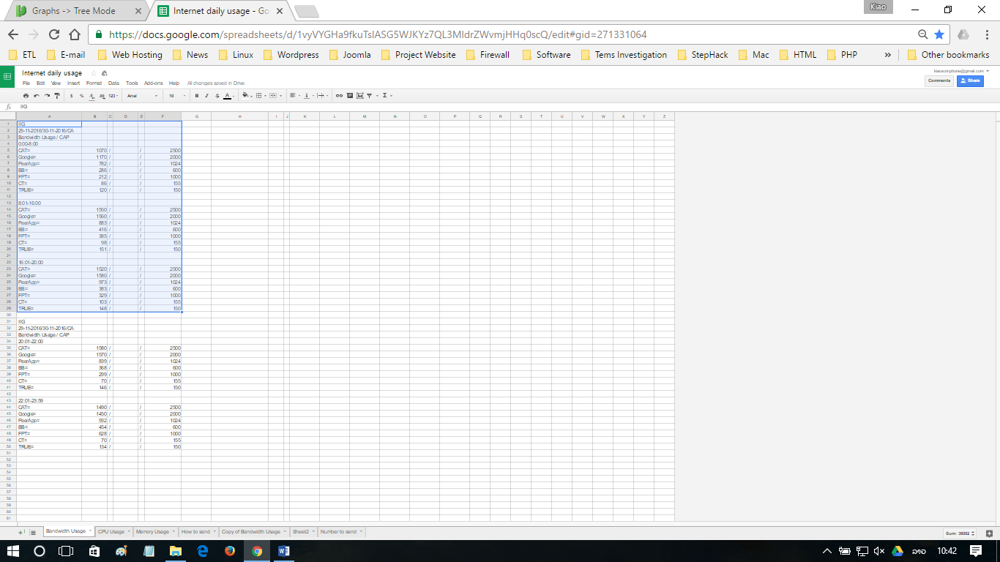 Graphs -> Tree Mode
Internet daily usage - Go
Kiao
https://docs.google.com/spreadsheets/d/1vyVYGHa9fkuTslASG5WJKYz7QL3MldrZWvmjHHq0scQ/edit#gid=271331064
ETL E-mail Web Hosting News Linux Wordpress Joomla Project Website Firewall Software Tems Investigation StepHack Mac HTML PHP » Other bookmarks
Internet daily usage
kiaosomphone@gmail.com
File Edit View Insert Format Data Tools Add-ons Help All changes saved in Drive
Comments Share
$ % .0 .00 123 Arial 10 B I S A Σ
fx IIG
A B C D E F G H I J K L M N O P Q R S T U V W X Y Z
1 IIG
2 29-11-2016/30-11-2016/CA
3 Bandwidth Usage / CAP
4 0:00-8:00
5 CAT= 1070 / / 2500
6 Google= 1170 / / 2000
7 PeerApp= 782 / / 1024
8 BB= 286 / / 600
9 FPT= 212 / / 1000
10 CT= 86 / / 155
11 TRUE= 120 / / 150
12
13 8:01-16:00
14 CAT= 1550 / / 2500
15 Google= 1560 / / 2000
16 PeerApp= 883 / / 1024
17 BB= 416 / / 600
18 FPT= 385 / / 1000
19 CT= 98 / / 155
20 TRUE= 151 / / 150
21
22 16:01-20:00
23 CAT= 1520 / / 2500
24 Google= 1580 / / 2000
25 PeerApp= 973 / / 1024
26 BB= 383 / / 600
27 FPT= 329 / / 1000
28 CT= 103 / / 155
29 TRUE= 148 / / 150
30
31 IIG
32 29-11-2016/30-11-2016/CA
33 Bandwidth Usage / CAP
34 20:01-22:00
35 CAT= 1580 / / 2500
36 Google= 1570 / / 2000
37 PeerApp= 839 / / 1024
38 BB= 368 / / 600
39 FPT= 299 / / 1000
40 CT= 70 / / 155
41 TRUE= 146 / / 150
42
43 22:01-23:59
44 CAT= 1490 / / 2500
45 Google= 1450 / / 2000
46 PeerApp= 932 / / 1024
47 BB= 454 / / 600
48 FPT= 628 / / 1000
49 CT= 70 / / 155
50 TRUE= 134 / / 150
51
52
53
54
55
56
57
58
59
60
61
Bandwidth Usage CPU Usage Memory Usage How to send Copy of Bandwidth Usage Sheet2 Number to send
Sum: 36092
ລາວ 10:42